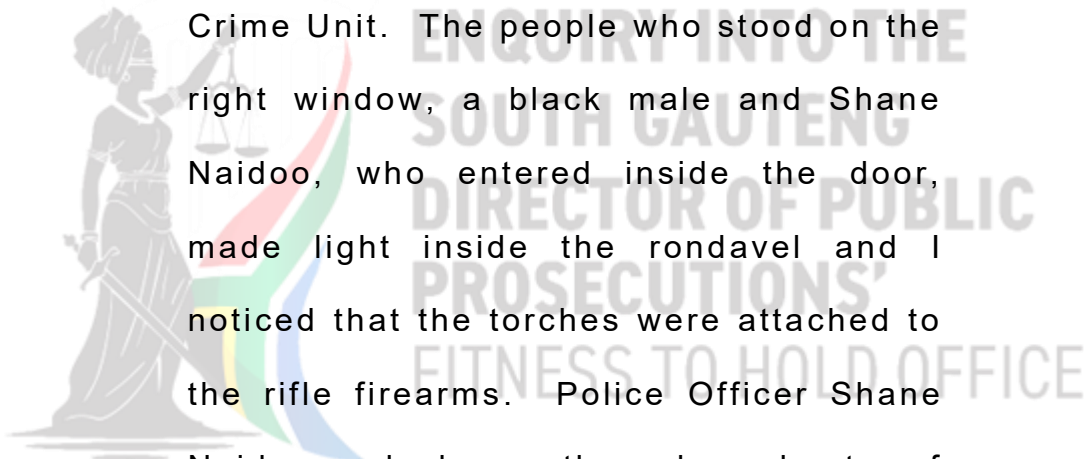 Crime Unit. The people who stood on the
right window, a black male and Shane
Naidoo, who entered inside the door,
made light inside the rondavel and I
noticed that the torches were attached to
the rifle firearms. Police Officer Shane
ENQUIRY INTO THE
SOUTH GAUTENG
DIRECTOR OF PUBLIC
PROSECUTIONS'
FITNESS TO HOLD OFFICE